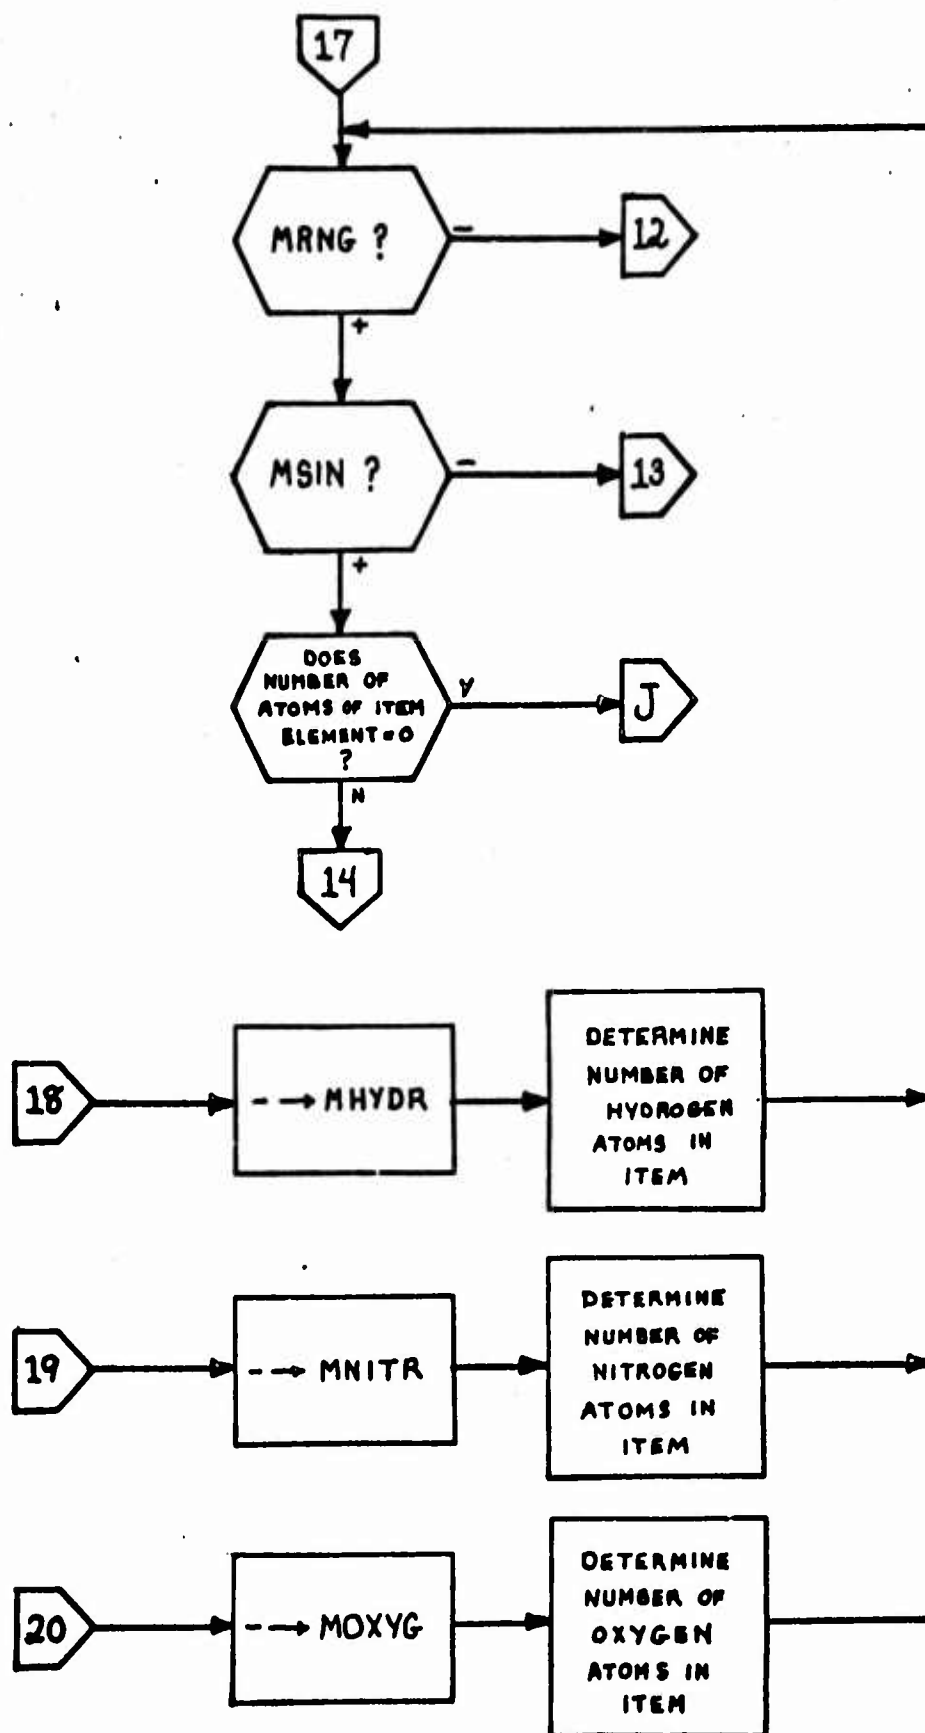 17
MRNG ?
-
12
+
MSIN ?
-
13
+
DOES
NUMBER OF
ATOMS OF ITEM
ELEMENT = 0
?
Y
J
N
14
18
- → MHYDR
DETERMINE
NUMBER OF
HYDROGEN
ATOMS IN
ITEM
19
- → MNITR
DETERMINE
NUMBER OF
NITROGEN
ATOMS IN
ITEM
20
- → MOXYG
DETERMINE
NUMBER OF
OXYGEN
ATOMS IN
ITEM